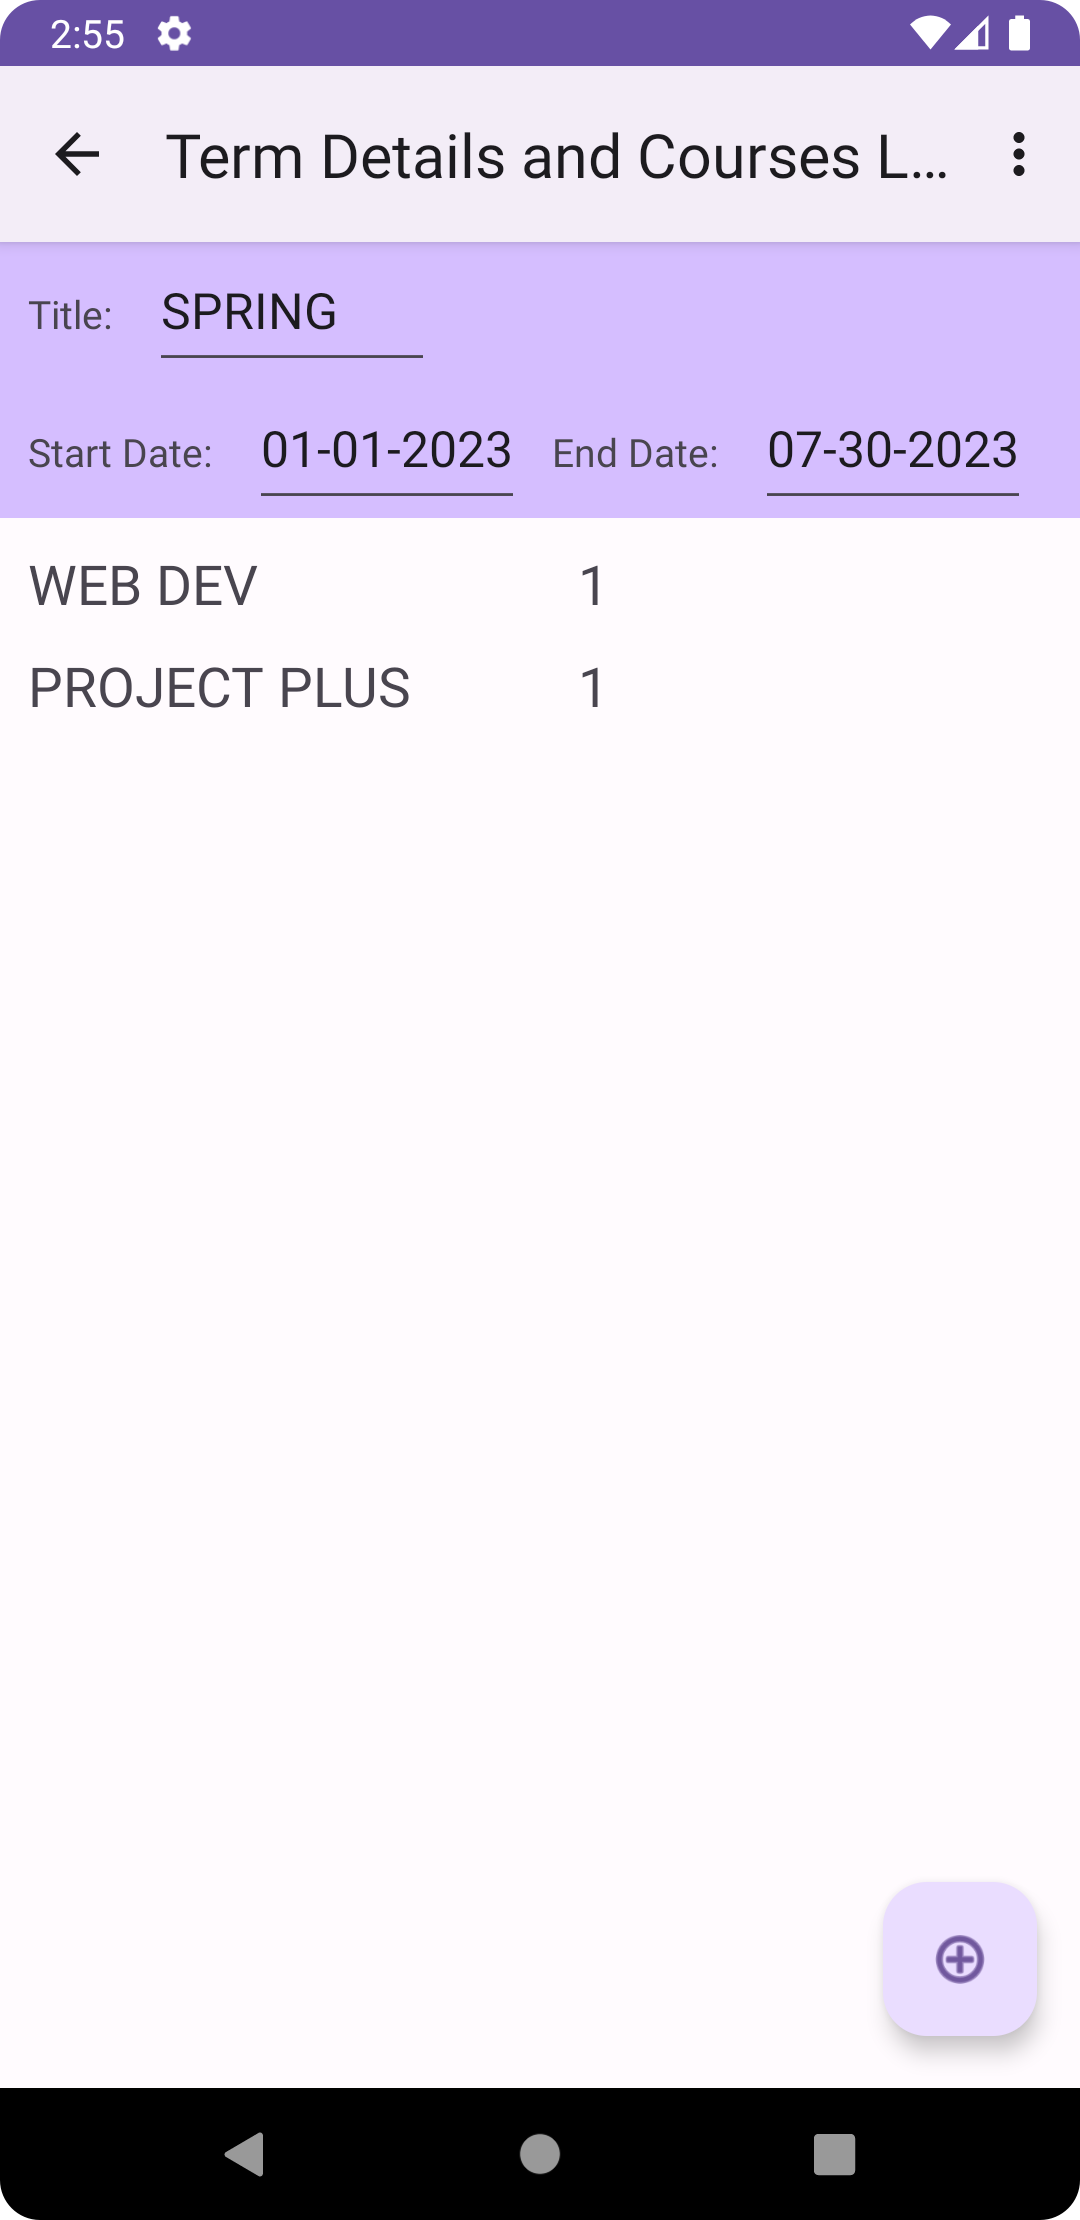 2:55
Term Details and Courses L...
Title: SPRING
Start Date: 01-01-2023 End Date: 07-30-2023
WEB DEV 1
PROJECT PLUS 1